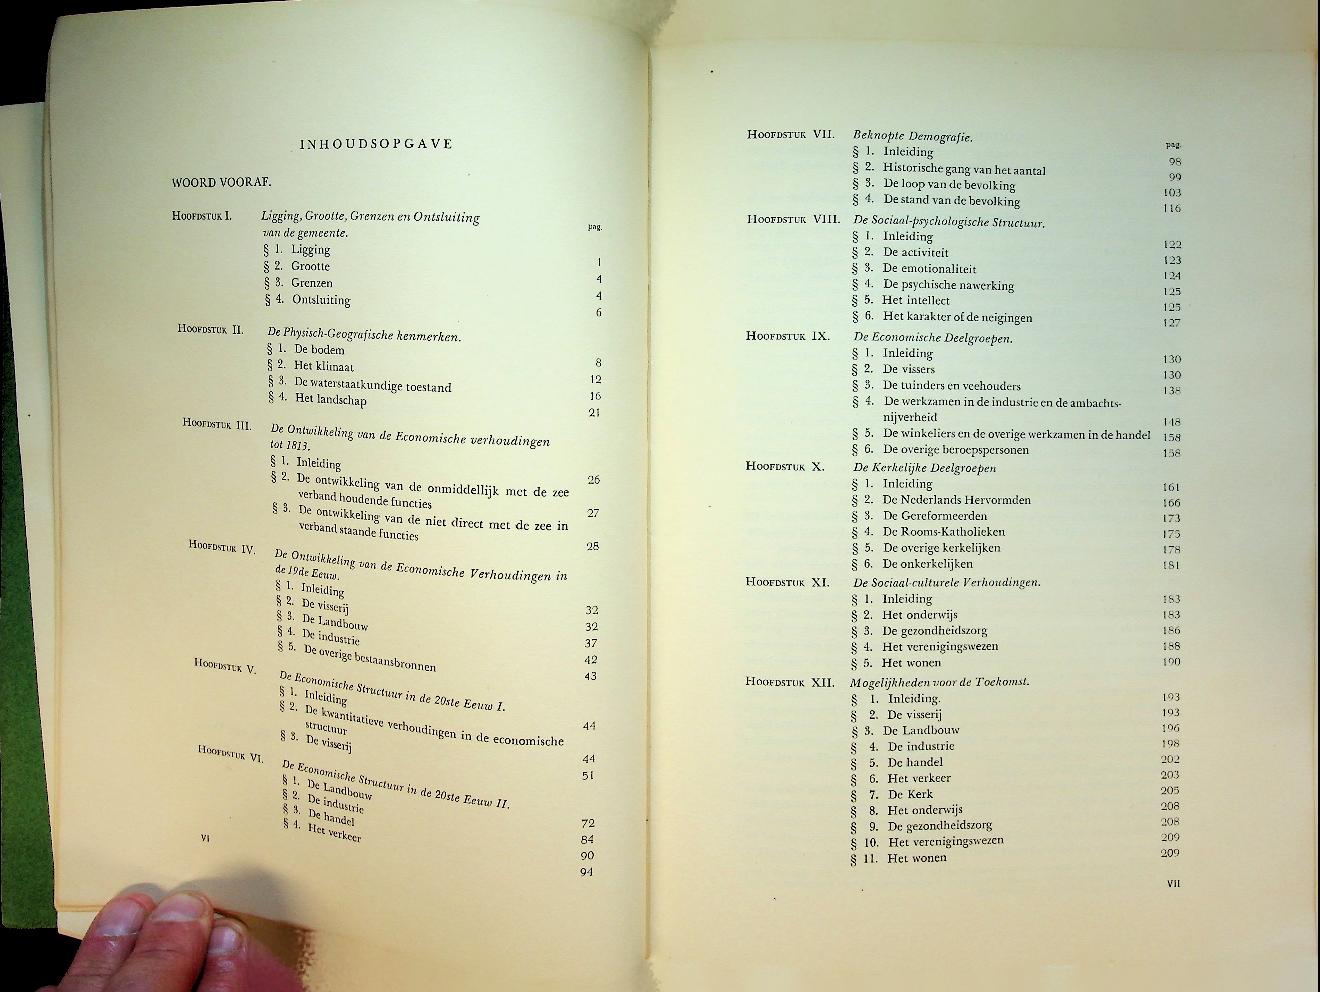 INHOUDSOPGAVE
WOORD VOORAF.
HOOFDSTUK I. Ligging, Grootte, Grenzen en Ontsluiting
van de gemeente. pag.
§ 1. Ligging 1
§ 2. Grootte 4
§ 3. Grenzen 4
§ 4. Ontsluiting 6
HOOFDSTUK II. De Physisch-Geografische kenmerken.
§ 1. De bodem 8
§ 2. Het klimaat 12
§ 3. De waterstaatkundige toestand 16
§ 4. Het landschap 21
HOOFDSTUK III. De Ontwikkeling van de Economische verhoudingen
tot 1813.
§ 1. Inleiding 26
§ 2. De ontwikkeling van de onmiddellijk met de zee
verband houdende functies 27
§ 3. De ontwikkeling van de niet direct met de zee in
verband staande functies 28
HOOFDSTUK IV. De Ontwikkeling van de Economische Verhoudingen in
de 19de Eeuw.
§ 1. Inleiding 32
§ 2. De visserij 32
§ 3. De Landbouw 37
§ 4. De industrie 42
§ 5. De overige bestaansbronnen 43
HOOFDSTUK V. De Economische Structuur in de 20ste Eeuw I.
§ 1. Inleiding 44
§ 2. De kwantitatieve verhoudingen in de economische
structuur 44
§ 3. De visserij 51
HOOFDSTUK VI. De Economische Structuur in de 20ste Eeuw II.
§ 1. De Landbouw 72
§ 2. De industrie 84
§ 3. De handel 90
§ 4. Het verkeer 94
VI
HOOFDSTUK VII. Beknopte Demografie. pag.
§ 1. Inleiding 98
§ 2. Historische gang van het aantal 99
§ 3. De loop van de bevolking 103
§ 4. De stand van de bevolking 116
HOOFDSTUK VIII. De Sociaal-psychologische Structuur.
§ 1. Inleiding 122
§ 2. De activiteit 123
§ 3. De emotionaliteit 124
§ 4. De psychische nawerking 125
§ 5. Het intellect 125
§ 6. Het karakter of de neigingen 127
HOOFDSTUK IX. De Economische Deelgroepen.
§ 1. Inleiding 130
§ 2. De vissers 130
§ 3. De tuinders en veehouders 138
§ 4. De werkzamen in de industrie en de ambachts-
nijverheid 148
§ 5. De winkeliers en de overige werkzamen in de handel 158
§ 6. De overige beroepspersonen 158
HOOFDSTUK X. De Kerkelijke Deelgroepen
§ 1. Inleiding 161
§ 2. De Nederlands Hervormden 166
§ 3. De Gereformeerden 173
§ 4. De Rooms-Katholieken 175
§ 5. De overige kerkelijken 178
§ 6. De onkerkelijken 181
HOOFDSTUK XI. De Sociaal-culturele Verhoudingen.
§ 1. Inleiding 183
§ 2. Het onderwijs 183
§ 3. De gezondheidszorg 186
§ 4. Het verenigingswezen 188
§ 5. Het wonen 190
HOOFDSTUK XII. Mogelijkheden voor de Toekomst.
§ 1. Inleiding. 193
§ 2. De visserij 193
§ 3. De Landbouw 196
§ 4. De industrie 198
§ 5. De handel 202
§ 6. Het verkeer 203
§ 7. De Kerk 205
§ 8. Het onderwijs 208
§ 9. De gezondheidszorg 208
§ 10. Het verenigingswezen 209
§ 11. Het wonen 209
VII